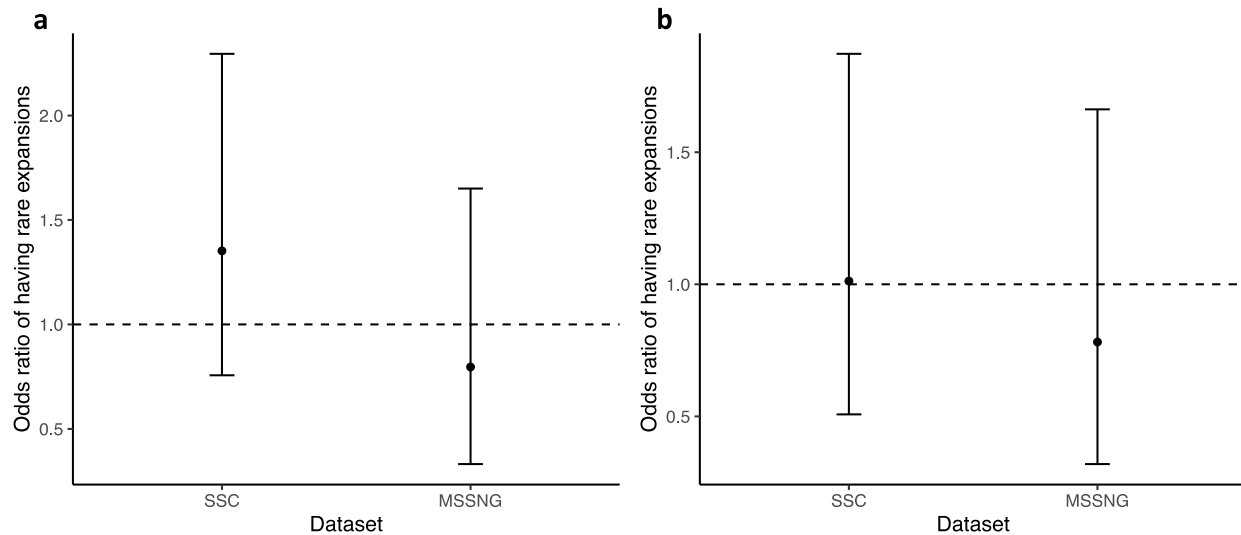 a
Odds ratio of having rare expansions
2.0
1.5
1.0
0.5
SSC
MSSNG
Dataset
b
Odds ratio of having rare expansions
1.5
1.0
0.5
SSC
MSSNG
Dataset